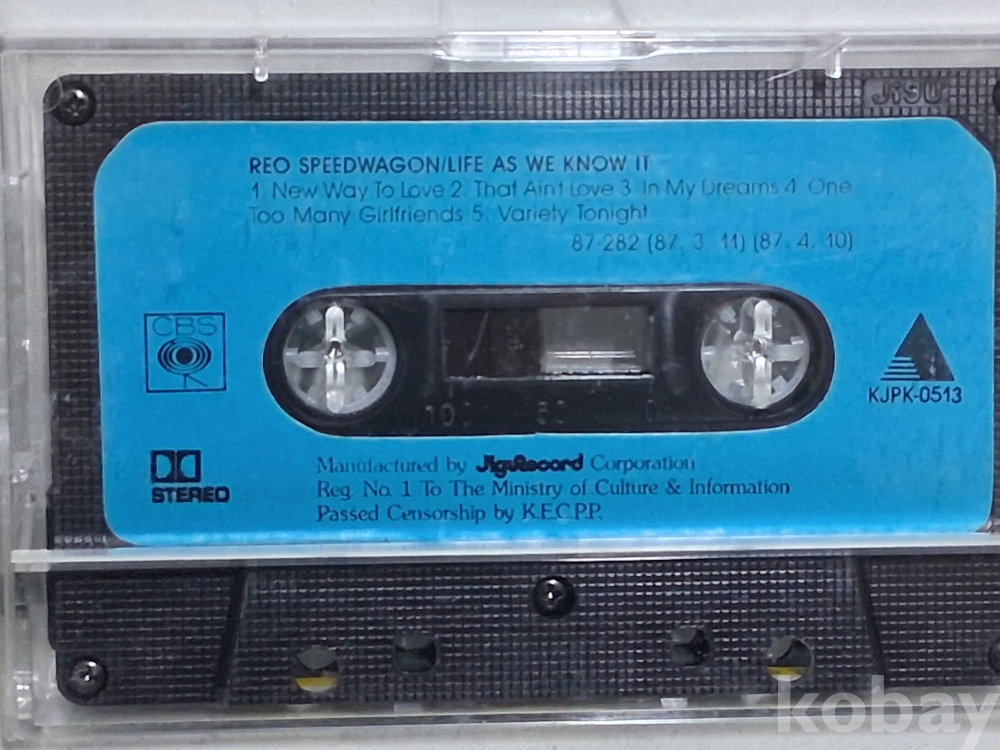 JIGU
REO SPEEDWAGON/LIFE AS WE KNOW IT
1. New Way To Love 2. That Ain't Love 3. In My Dreams 4. One
Too Many Girlfriends 5. Variety Tonight
87-282 (87. 3. 11) (87. 4. 10)
CBS
KJPK-0513
100 50
Manufactured by JiguRecord Corporation
Reg. No. 1 To The Ministry of Culture & Information
Passed Censorship by K.E.C.P.P.
STEREO
kobay